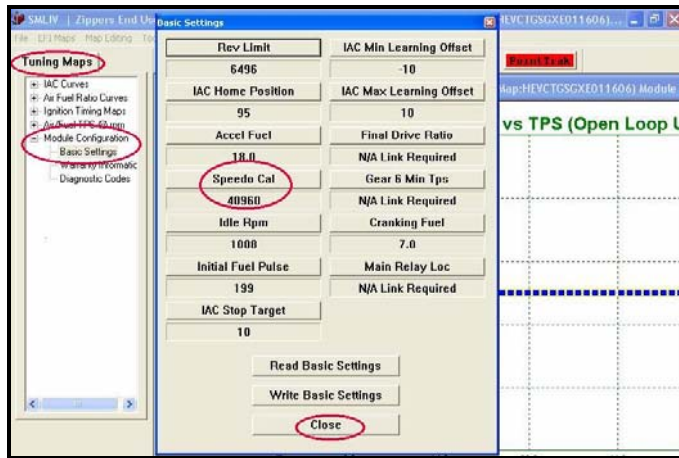 SMLIV | Zippers End Us
Basic Settings
EVCTGSGXE011606)...
File EFI Maps Map Editing To
Tuning Maps
IAC Curves
Air Fuel Ratio Curves
Ignition Timing Maps
Module Configuration
Basic Settings
Warranty Informatic
Diagnostic Codes
Rev Limit
6496
IAC Home Position
95
Accel Fuel
18.0
Speedo Cal
40960
Idle Rpm
1008
Initial Fuel Pulse
199
IAC Stop Target
10
IAC Min Learning Offset
-10
IAC Max Learning Offset
10
Final Drive Ratio
N/A Link Required
Gear 6 Min Tps
N/A Link Required
Cranking Fuel
7.0
Main Relay Loc
N/A Link Required
Read Basic Settings
Write Basic Settings
Close
PointTrak
Map:HEVCTGSGXE011606) Module
vs TPS (Open Loop U